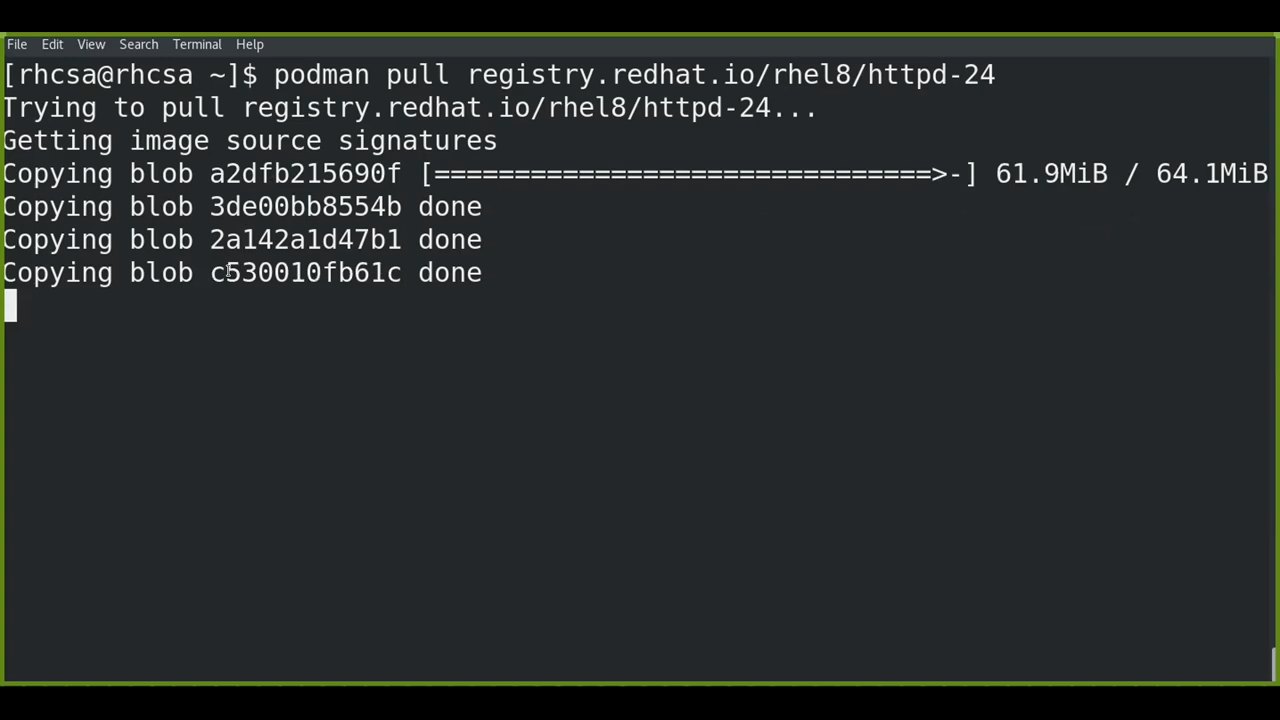 File Edit View Search Terminal Help
[rhcsa@rhcsa ~]$ podman pull registry.redhat.io/rhel8/httpd-24
Trying to pull registry.redhat.io/rhel8/httpd-24...
Getting image source signatures
Copying blob a2dfb215690f [===============================>-] 61.9MiB / 64.1MiB
Copying blob 3de00bb8554b done
Copying blob 2a142a1d47b1 done
Copying blob c530010fb61c done